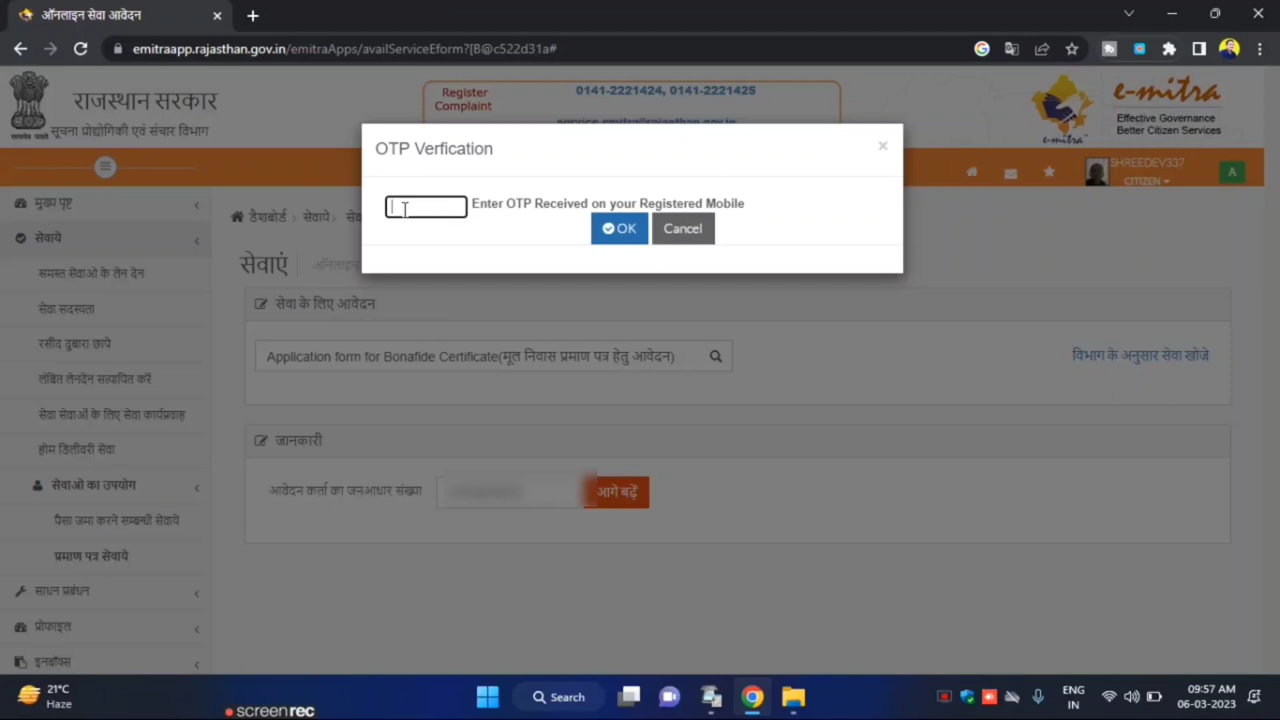 ऑनलाइन सेवा आवेदन
emitraapp.rajasthan.gov.in/emitraApps/availServiceEform?[B@c522d31a#
राजस्थान सरकार
सूचना प्रोद्योगिकी एवं संचार विभाग
Register Complaint
0141-2221424, 0141-2221425
e-mitra
e-mitra
Effective Governance
Better Citizen Services
SHREEDEV337
CITIZEN
A
OTP Verfication
×
Enter OTP Received on your Registered Mobile
OK
Cancel
मुख्य पृष्ट
सेवाये
समस्त सेवाओ के लेन देन
सेवा सदस्यता
रसीद दुबारा छापे
लंबित लेनदेन सत्यापित करें
सेवा सेवाओं के लिए सेवा कार्यप्रवाह
होम डिलीवरी सेवा
सेवाओ का उपयोग
पैसा जमा करने सम्बन्धी सेवाये
प्रमाण पत्र सेवाये
साधन प्रबंधन
प्रोफाइल
इनबॉक्स
डैशबोर्ड
सेवाये
सेवाएं
सेवा के लिए आवेदन
Application form for Bonafide Certificate(मूल निवास प्रमाण पत्र हेतु आवेदन)
विभाग के अनुसार सेवा खोजे
जानकारी
आवेदन कर्ता का जनआधार संख्या
आगे बढ़ें
21°C
Haze
Search
ENG
IN
09:57 AM
06-03-2023
screenrec